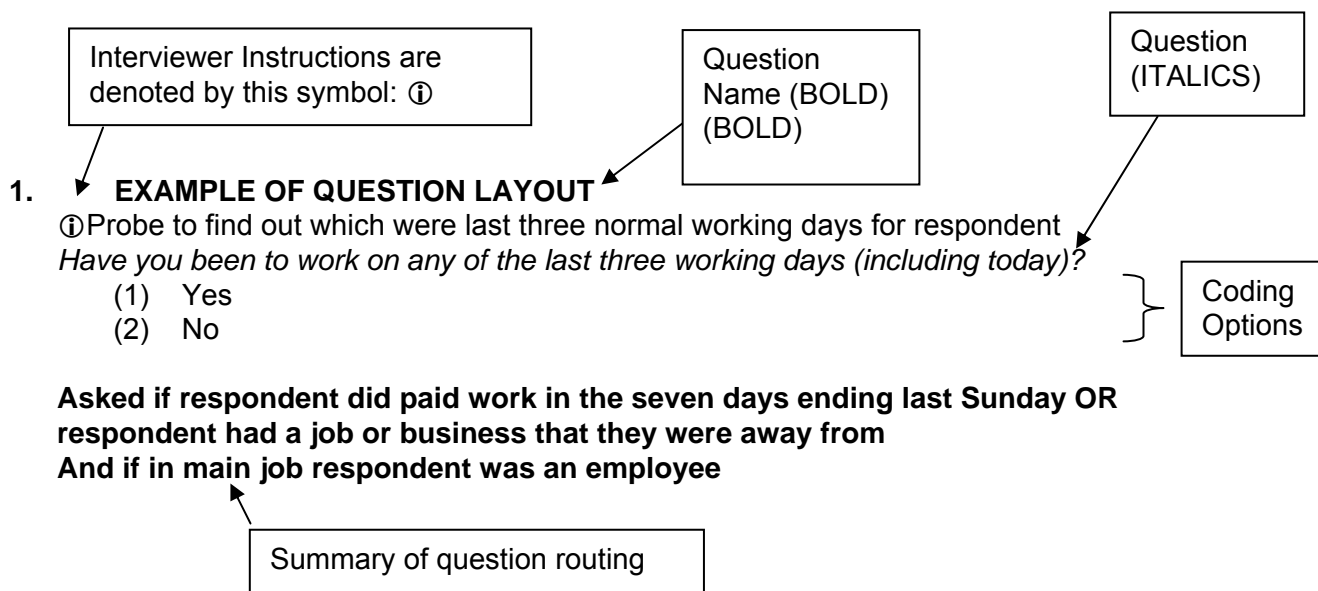 Interviewer Instructions are
denoted by this symbol: 🛈
Question
Name (BOLD)
(BOLD)
Question
(ITALICS)
1. EXAMPLE OF QUESTION LAYOUT
🛈Probe to find out which were last three normal working days for respondent
Have you been to work on any of the last three working days (including today)?
(1) Yes
(2) No
Coding
Options
Asked if respondent did paid work in the seven days ending last Sunday OR
respondent had a job or business that they were away from
And if in main job respondent was an employee
Summary of question routing